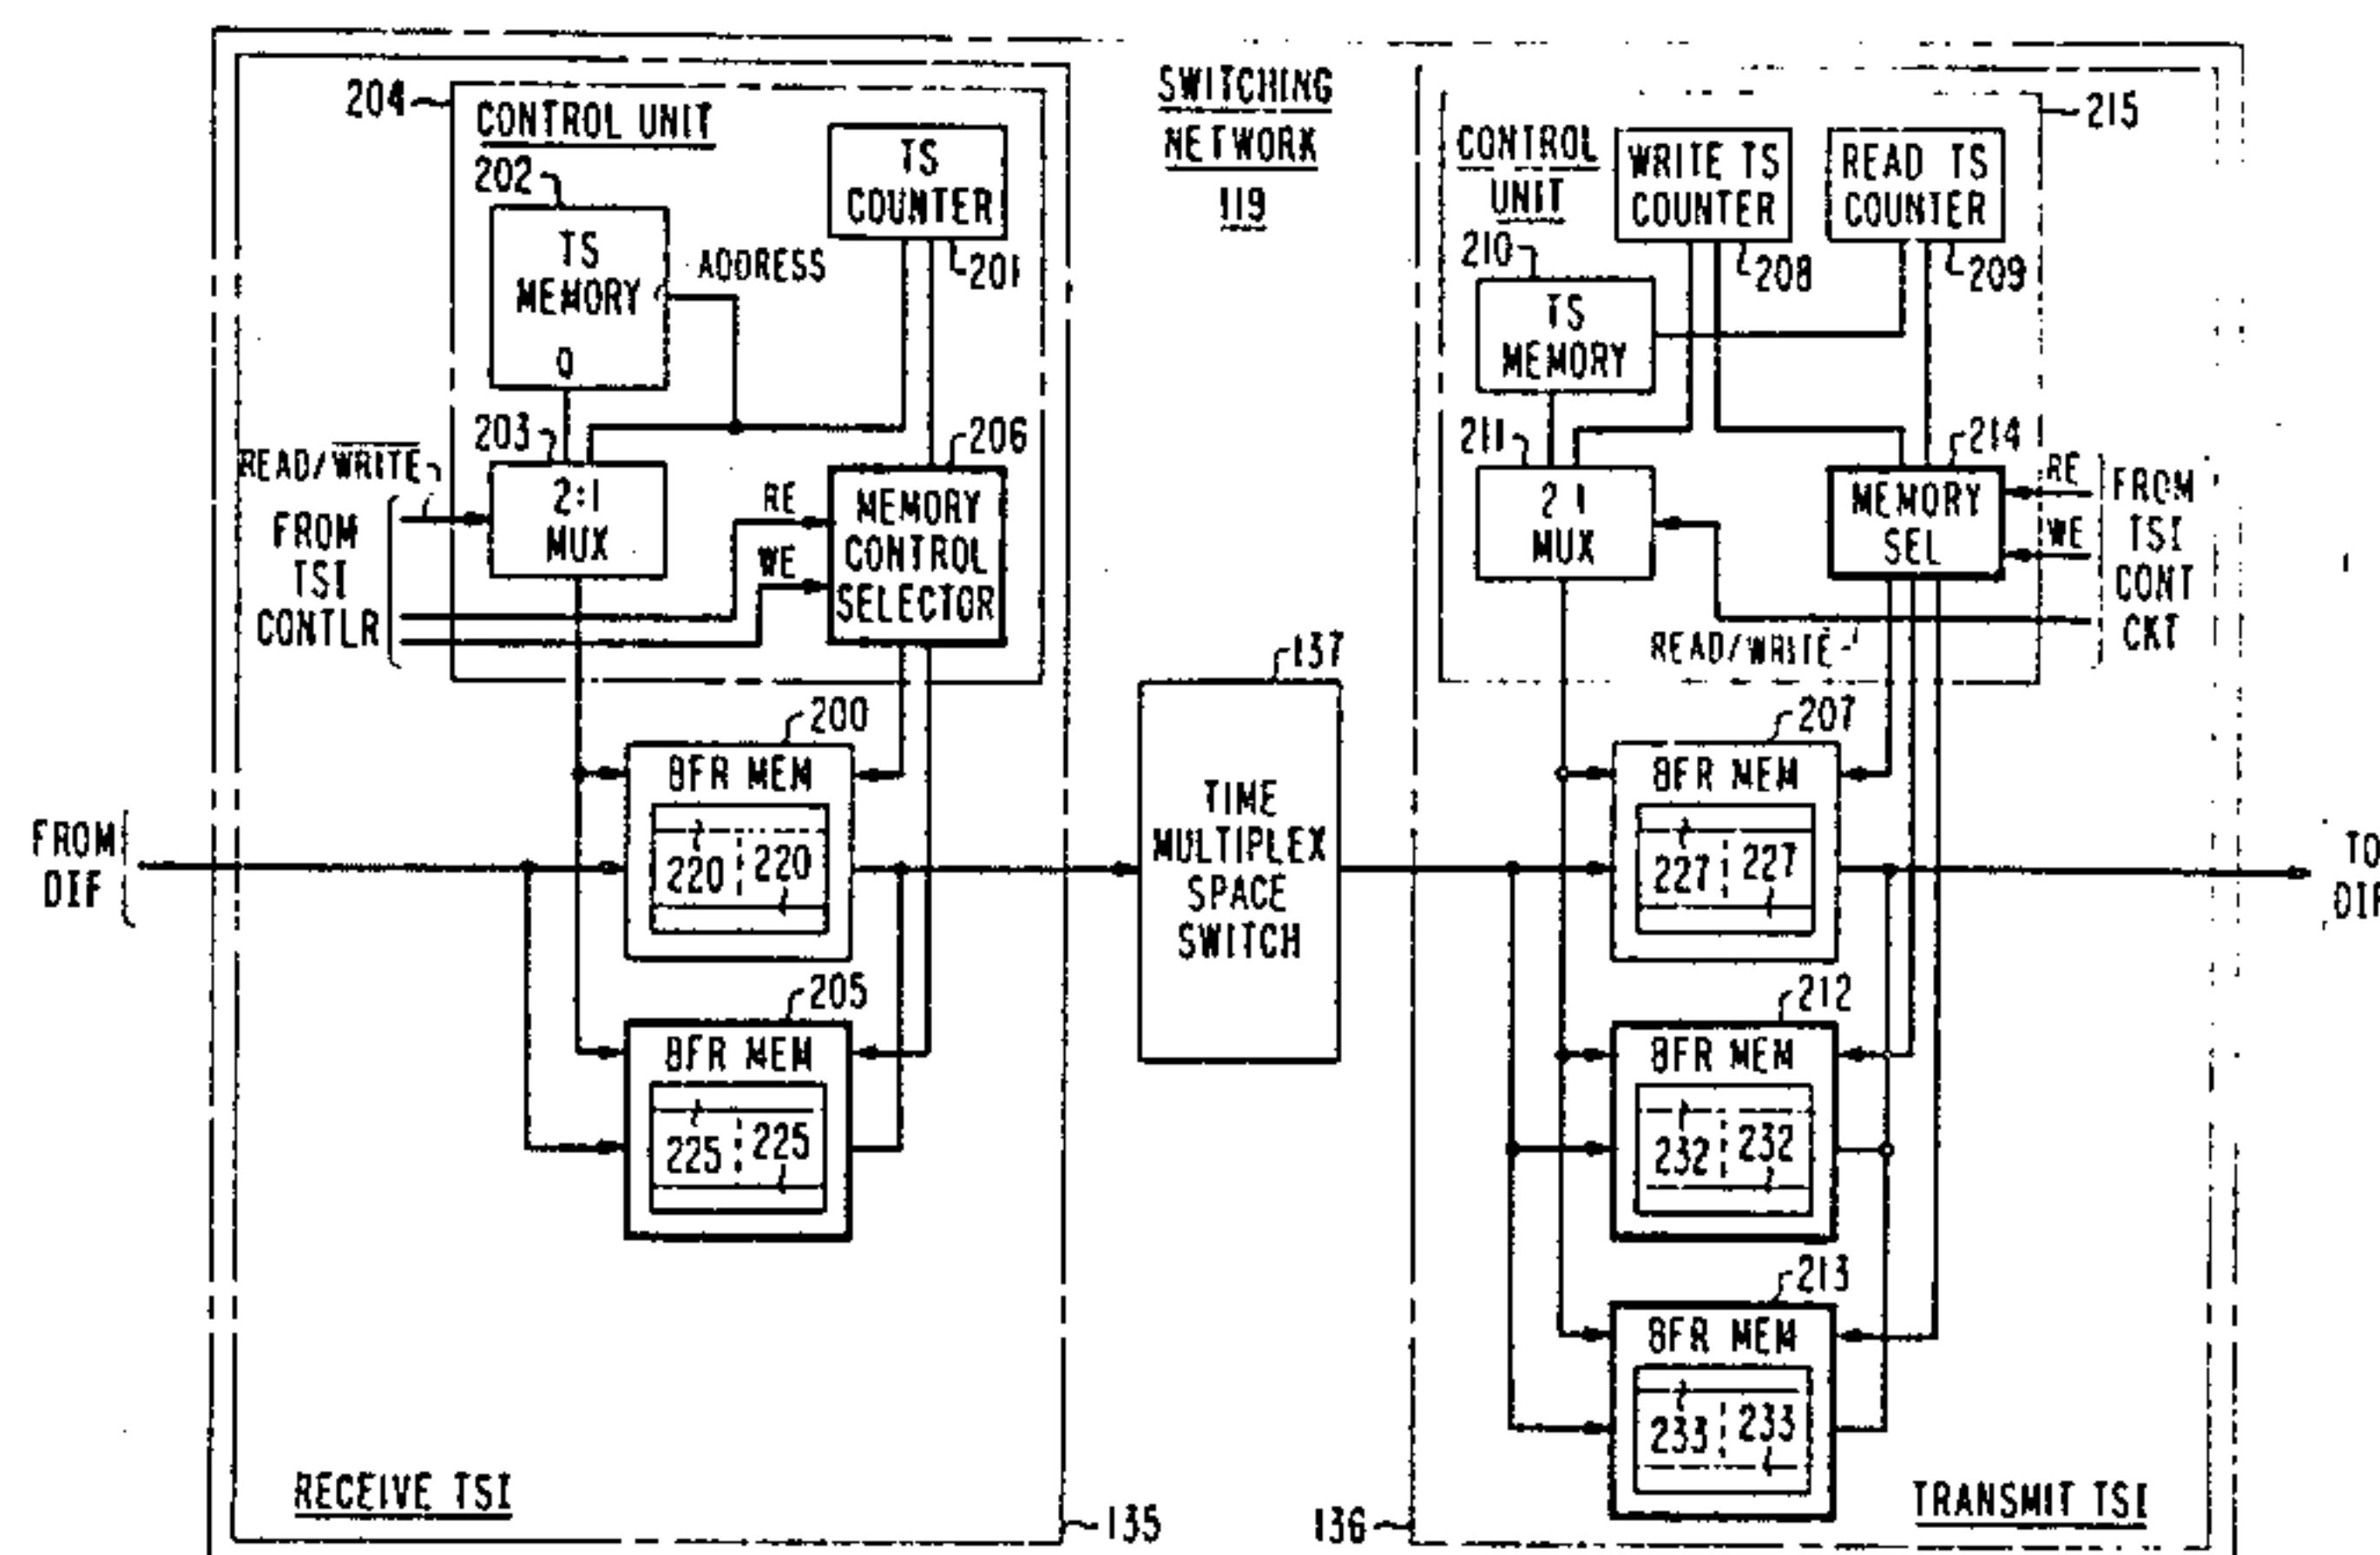 SWITCHING
NETWORK
119
204
CONTROL UNIT
202
TS
MEMORY
Q
ADDRESS
TS
COUNTER
201
203
2:1
MUX
READ/WRITE
FROM
TSI
CONTLR
RE
WE
206
MEMORY
CONTROL
SELECTOR
200
BFR MEM
220
220
205
BFR MEM
225
225
FROM
DIF
RECEIVE TSI
135
137
TIME
MULTIPLEX
SPACE
SWITCH
215
CONTROL
UNIT
WRITE TS
COUNTER
208
READ TS
COUNTER
209
210
TS
MEMORY
211
2 1
MUX
214
MEMORY
SEL
RE
WE
FROM
TSI
CONT
CKT
READ/WRITE
207
BFR MEM
227
227
212
BFR MEM
232
232
213
BFR MEM
233
233
TO
DIF
136
TRANSMIT TSI